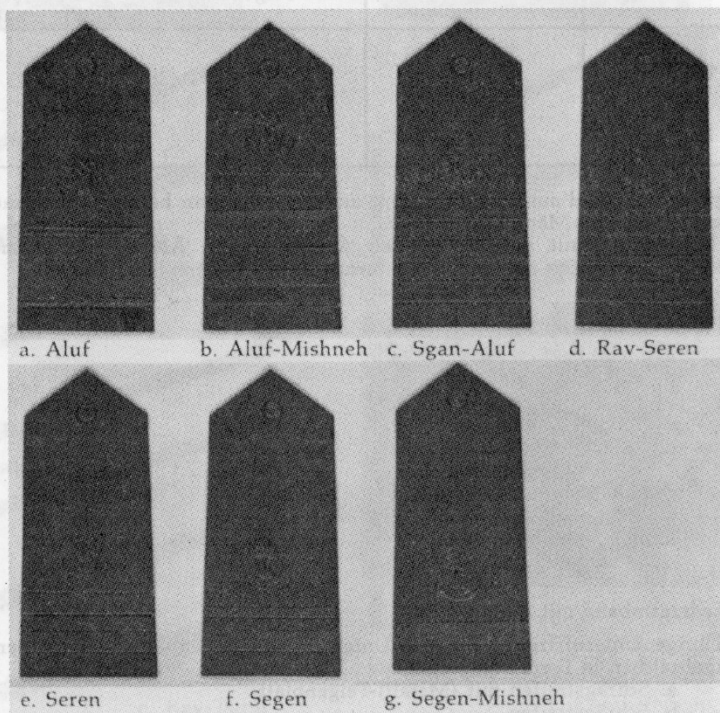 a. Aluf b. Aluf-Mishneh c. Sgan-Aluf d. Rav-Seren
e. Seren f. Segen g. Segen-Mishneh